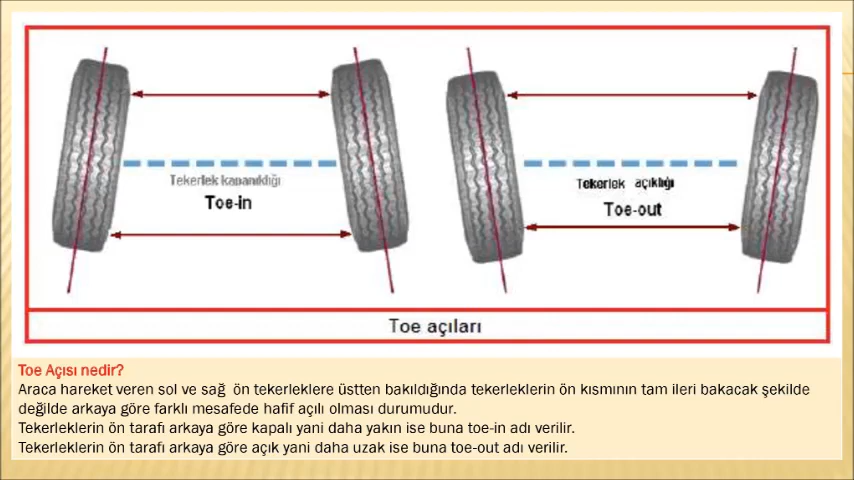 Tekerlek kapanıklığı
Toe-in
Tekerlek açıklığı
Toe-out
Toe açıları
Toe Açısı nedir?
Araca hareket veren sol ve sağ ön tekerleklere üstten bakıldığında tekerleklerin ön kısmının tam ileri bakacak şekilde
değilde arkaya göre farklı mesafede hafif açılı olması durumudur.
Tekerleklerin ön tarafı arkaya göre kapalı yani daha yakın ise buna toe-in adı verilir.
Tekerleklerin ön tarafı arkaya göre açık yani daha uzak ise buna toe-out adı verilir.